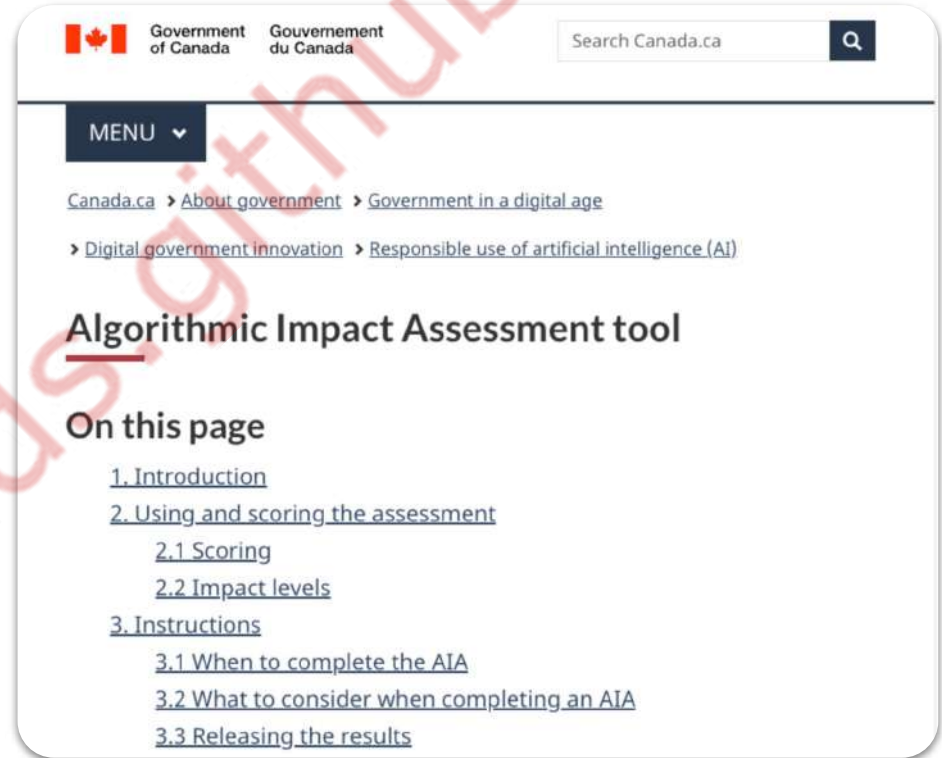 Government of Canada
Gouvernement du Canada
Search Canada.ca
MENU
Canada.ca > About government > Government in a digital age
> Digital government innovation > Responsible use of artificial intelligence (AI)
Algorithmic Impact Assessment tool
On this page
1. Introduction
2. Using and scoring the assessment
2.1 Scoring
2.2 Impact levels
3. Instructions
3.1 When to complete the AIA
3.2 What to consider when completing an AIA
3.3 Releasing the results
ds.github